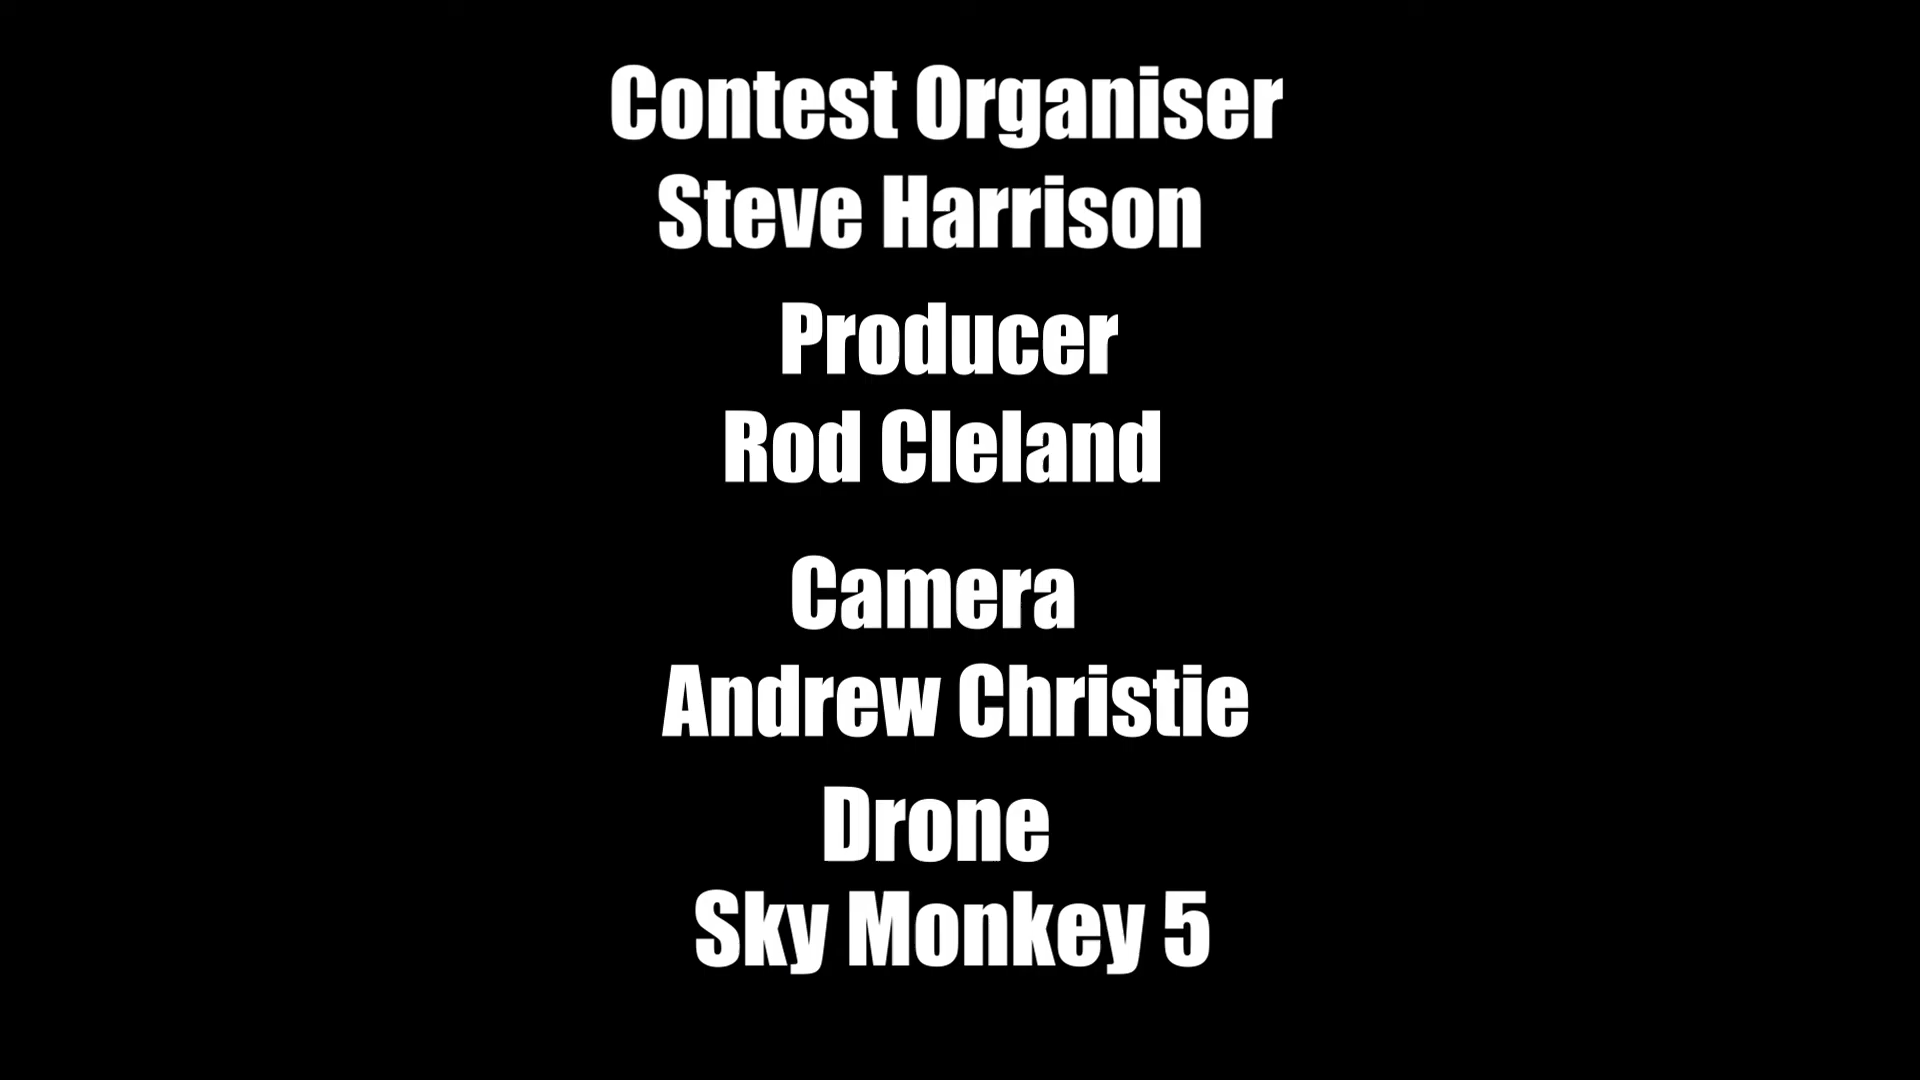 Contest Organiser
Steve Harrison
Producer
Rod Cleland
Camera
Andrew Christie
Drone
Sky Monkey 5